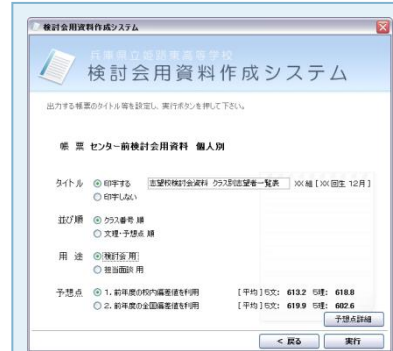 検討会用資料作成システム
兵庫県立姫路東高等学校
検討会用資料作成システム
出力する帳票のタイトル等を設定し、実行ボタンを押して下さい。
帳 票 センター前検討会用資料 個人別
タイトル 印字する 志望校検討会資料 クラス別志望者一覧表 XX組 [XX回生 12月]
印字しない
並び順 クラス番号 順
文理・予想点 順
用 途 検討会 用
担当面談 用
予想点 1. 前年度の校内偏差値を利用 [平均] 5文: 613.2 5理: 618.8
2. 前年度の全国偏差値を利用 [平均] 5文: 619.9 5理: 602.6
予想点詳細
< 戻る 実行